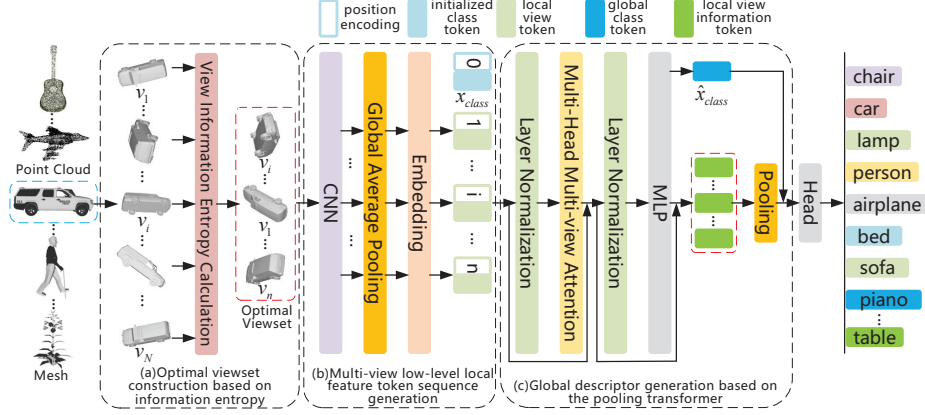 position encoding
initialized class token
local view token
global class token
local view information token
Point Cloud
Mesh
v1
vi
vN
View Information Entropy Calculation
vi
v1
vn
Optimal Viewset
(a)Optimal viewset construction based on information entropy
CNN
Global Average Pooling
Embedding
0
xclass
1
i
n
(b)Multi-view low-level local feature token sequence generation
Layer Normalization
Multi-Head Multi-view Attention
Layer Normalization
MLP
x̂class
Pooling
(c)Global descriptor generation based on the pooling transformer
Head
chair
car
lamp
person
airplane
bed
sofa
piano
table